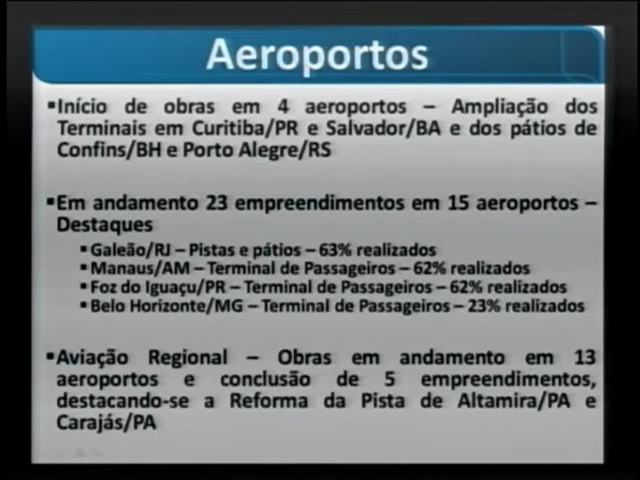 Aeroportos
▪Início de obras em 4 aeroportos – Ampliação dos
Terminais em Curitiba/PR e Salvador/BA e dos pátios de
Confins/BH e Porto Alegre/RS
▪Em andamento 23 empreendimentos em 15 aeroportos –
Destaques
▪Galeão/RJ – Pistas e pátios – 63% realizados
▪Manaus/AM – Terminal de Passageiros – 62% realizados
▪Foz do Iguaçu/PR – Terminal de Passageiros – 62% realizados
▪Belo Horizonte/MG – Terminal de Passageiros – 23% realizados
▪Aviação Regional – Obras em andamento em 13
aeroportos e conclusão de 5 empreendimentos,
destacando-se a Reforma da Pista de Altamira/PA e
Carajás/PA